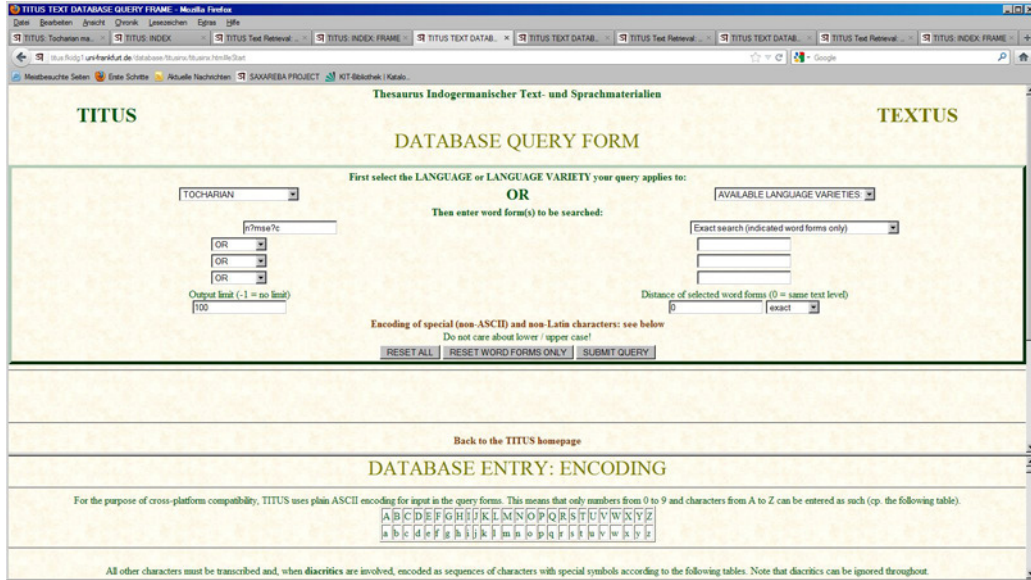 TITUS TEXT DATABASE QUERY FRAME - Mozilla Firefox
Datei Bearbeiten Ansicht Chronik Lesezeichen Extras Hilfe
TITUS: Tocharian ma... × TITUS: INDEX × TITUS Text Retrieval: ... × TITUS: INDEX: FRAME × TITUS TEXT DATAB... × TITUS TEXT DATAB... × TITUS Text Retrieval: ... × TITUS TEXT DATAB... × TITUS Text Retrieval: ... × TITUS: INDEX: FRAME × +
Google
Meistbesuchte Seiten Erste Schritte Aktuelle Nachrichten SAXAREBA PROJECT KIT-Bibliothek | Katalo...
Thesaurus Indogermanischer Text- und Sprachmaterialien
TITUS TEXTUS
DATABASE QUERY FORM
First select the LANGUAGE or LANGUAGE VARIETY your query applies to:
TOCHARIAN OR AVAILABLE LANGUAGE VARIETIES
Then enter word form(s) to be searched:
n?mse?c Exact search (indicated word forms only)
OR
OR
OR
Output limit (-1 = no limit) Distance of selected word forms (0 = same text level)
100 0 exact
Encoding of special (non-ASCII) and non-Latin characters: see below
Do not care about lower / upper case!
RESET ALL RESET WORD FORMS ONLY SUBMIT QUERY
Back to the TITUS homepage
DATABASE ENTRY: ENCODING
For the purpose of cross-platform compatibility, TITUS uses plain ASCII encoding for input in the query forms. This means that only numbers from 0 to 9 and characters from A to Z can be entered as such (cp. the following table).
A B C D E F G H I J K L M N O P Q R S T U V W X Y Z
a b c d e f g h i j k l m n o p q r s t u v w x y z
All other characters must be transcribed and, when diacritics are involved, encoded as sequences of characters with special symbols according to the following tables. Note that diacritics can be ignored throughout.